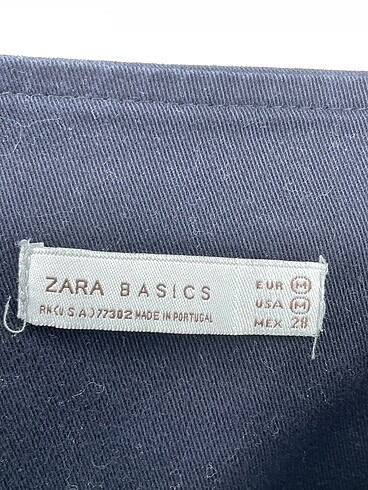 ZARA BASICS
RN(U.S.A.)77302 MADE IN PORTUGAL
EUR M
USA M
MEX 28